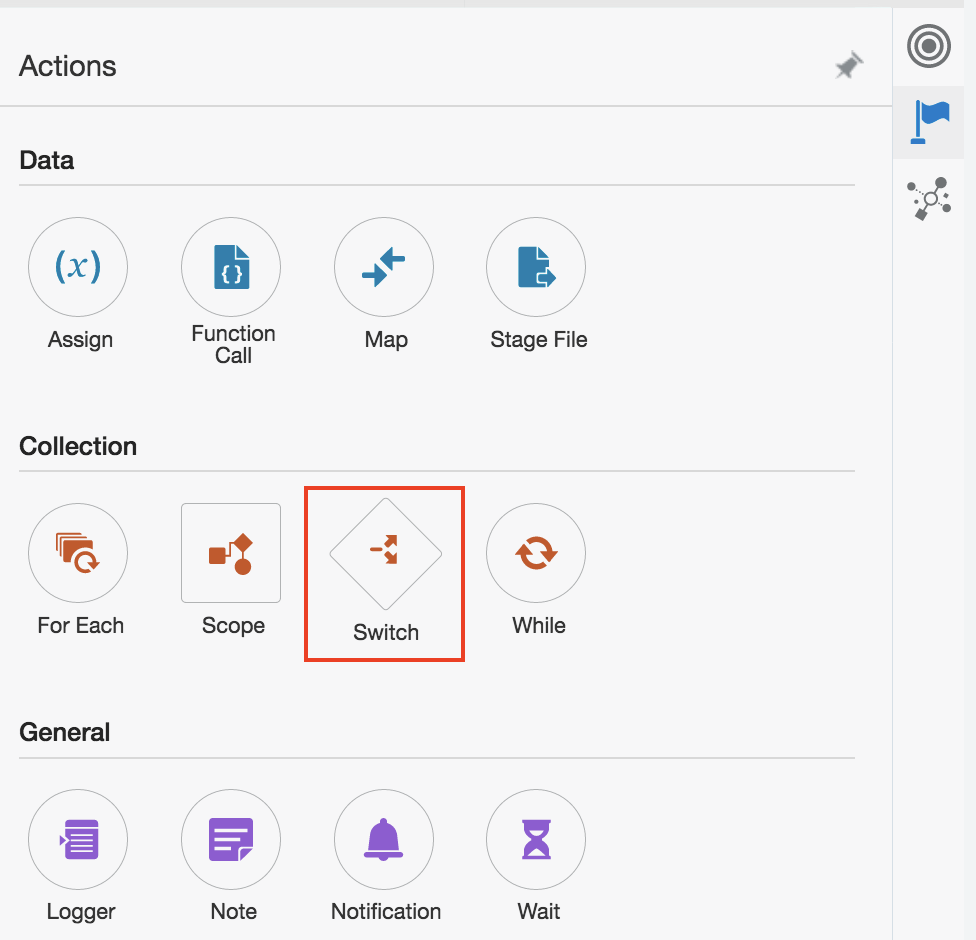 Actions
Data
(x)
{ }
Assign
Function
Call
Map
Stage File
Collection
For Each
Scope
Switch
While
General
Logger
Note
Notification
Wait